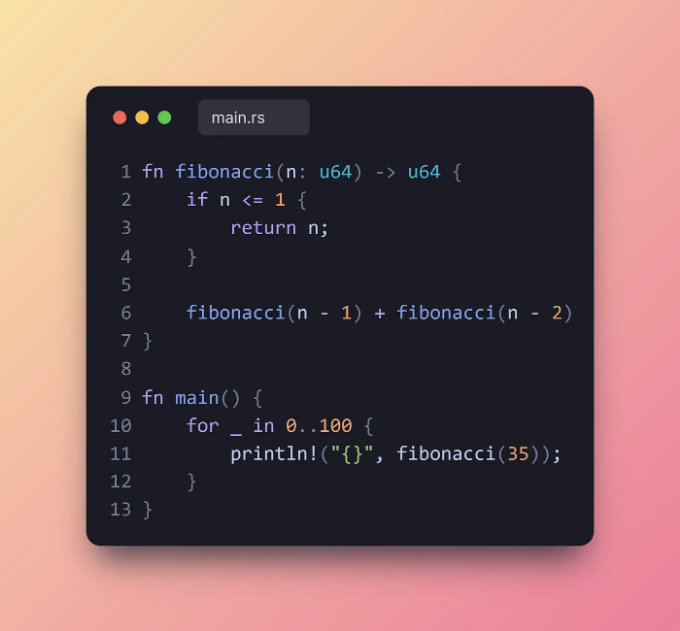 main.rs
1 fn fibonacci(n: u64) -> u64 {
2     if n <= 1 {
3         return n;
4     }
5
6     fibonacci(n - 1) + fibonacci(n - 2)
7 }
8
9 fn main() {
10     for _ in 0..100 {
11         println!("{}", fibonacci(35));
12     }
13 }